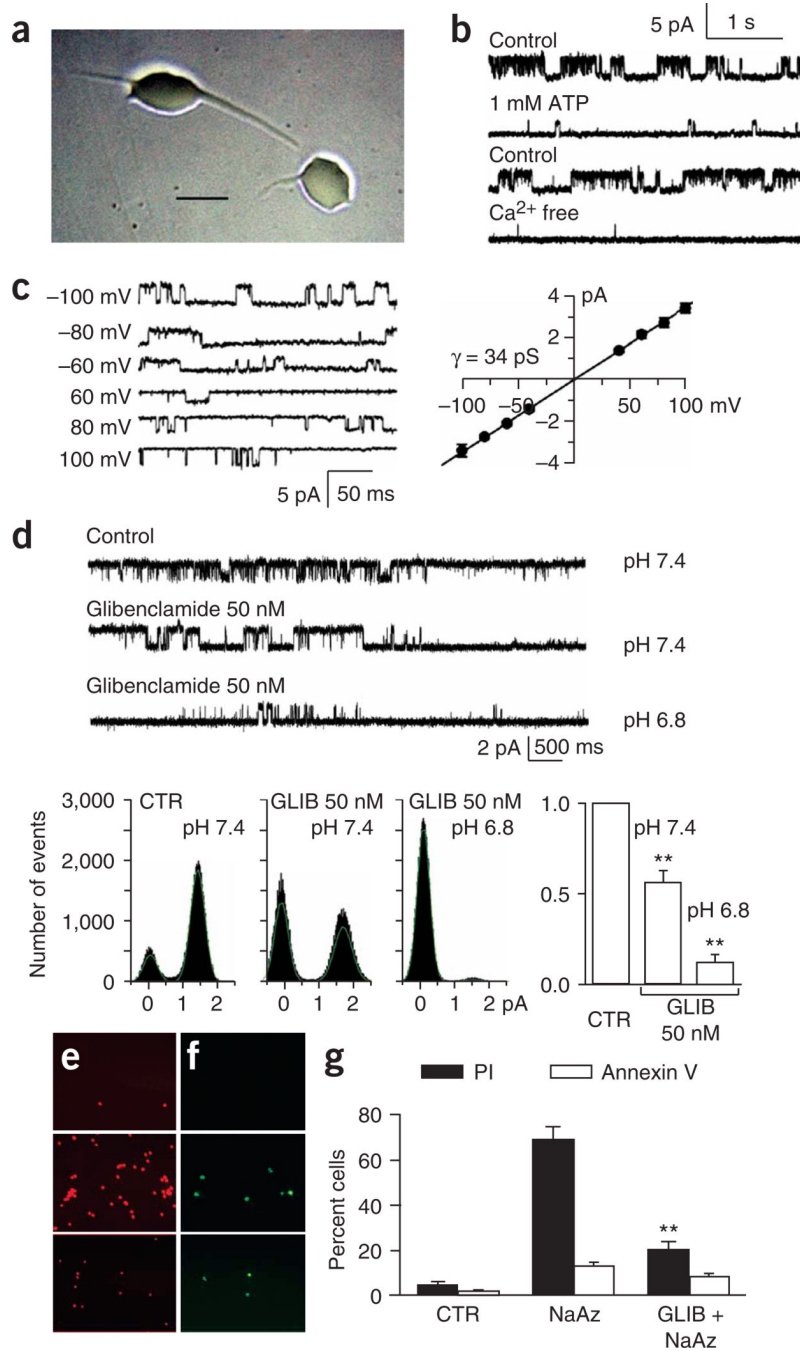 a
b
5 pA 1 s
Control
1 mM ATP
Control
Ca²⁺ free
c
–100 mV
–80 mV
–60 mV
60 mV
80 mV
100 mV
5 pA 50 ms
pA
4
2
γ = 34 pS
–100 –50 50 100 mV
–2
–4
d
Control
pH 7.4
Glibenclamide 50 nM
pH 7.4
Glibenclamide 50 nM
pH 6.8
2 pA 500 ms
Number of events
3,000
2,000
1,000
0
CTR
pH 7.4
0 1 2
GLIB 50 nM
pH 7.4
0 1 2
GLIB 50 nM
pH 6.8
0 1 2 pA
1.0
0.5
0.0
pH 7.4
**
pH 6.8
**
CTR
GLIB
50 nM
e
f
g
PI Annexin V
Percent cells
80
60
40
20
0
**
CTR NaAz GLIB +
NaAz